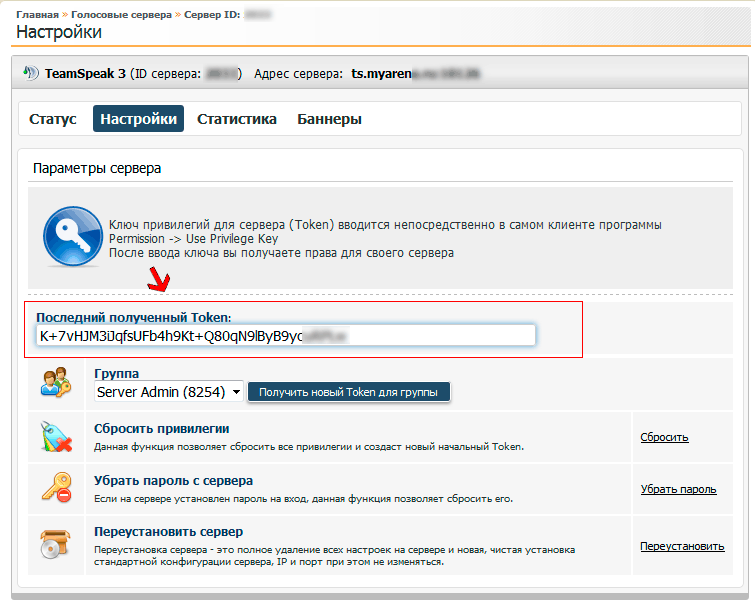 Главная » Голосовые сервера » Сервер ID:
Настройки
TeamSpeak 3 (ID сервера: ) Адрес сервера: ts.myaren
Статус Настройки Статистика Баннеры
Параметры сервера
Ключ привилегий для сервера (Token) вводится непосредственно в самом клиенте программы
Permission -> Use Privilege Key
После ввода ключа вы получаете права для своего сервера
Последний полученный Token:
K+7vHJM3iJqfsUFb4h9Kt+Q80qN9lByB9yc
Группа
Server Admin (8254) Получить новый Token для группы
Сбросить привилегии
Данная функция позволяет сбросить все привилегии и создаст новый начальный Token.
Сбросить
Убрать пароль с сервера
Если на сервере установлен пароль на вход, данная функция позволяет сбросить его.
Убрать пароль
Переустановить сервер
Переустановка сервера - это полное удаление всех настроек на сервере и новая, чистая установка
стандартной конфигурации сервера, IP и порт при этом не изменяться.
Переустановить